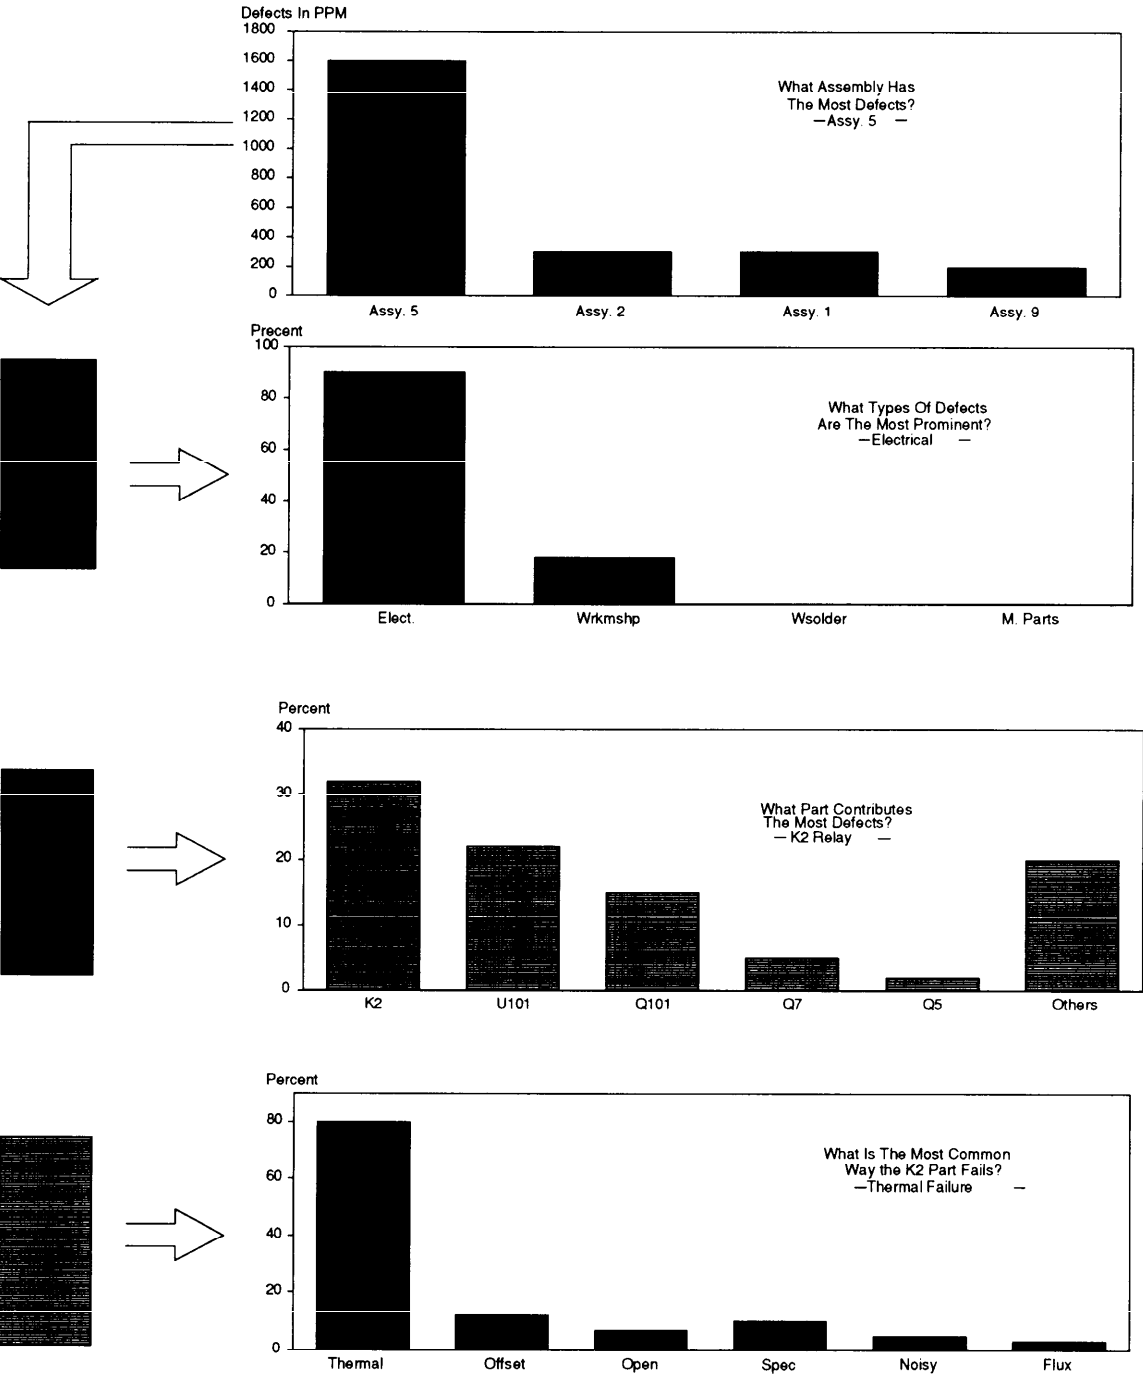 Defects In PPM
1800
1600
1400
1200
1000
800
600
400
200
0
What Assembly Has
The Most Defects?
—Assy. 5 —
Assy. 5 Assy. 2 Assy. 1 Assy. 9
Precent
100
80
60
40
20
0
What Types Of Defects
Are The Most Prominent?
—Electrical —
Elect. Wrkmshp Wsolder M. Parts
Percent
40
30
20
10
0
What Part Contributes
The Most Defects?
— K2 Relay —
K2 U101 Q101 Q7 Q5 Others
Percent
80
60
40
20
0
What Is The Most Common
Way the K2 Part Fails?
—Thermal Failure —
Thermal Offset Open Spec Noisy Flux